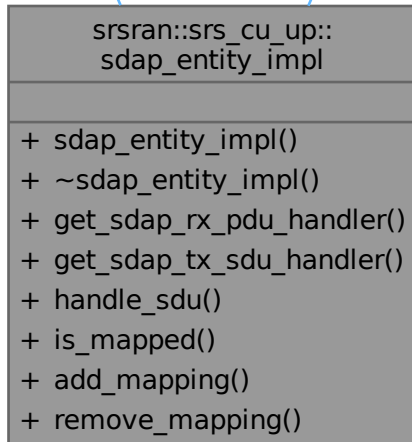 srsran::srs_cu_up::
sdap_entity_impl
+ sdap_entity_impl()
+ ~sdap_entity_impl()
+ get_sdap_rx_pdu_handler()
+ get_sdap_tx_sdu_handler()
+ handle_sdu()
+ is_mapped()
+ add_mapping()
+ remove_mapping()